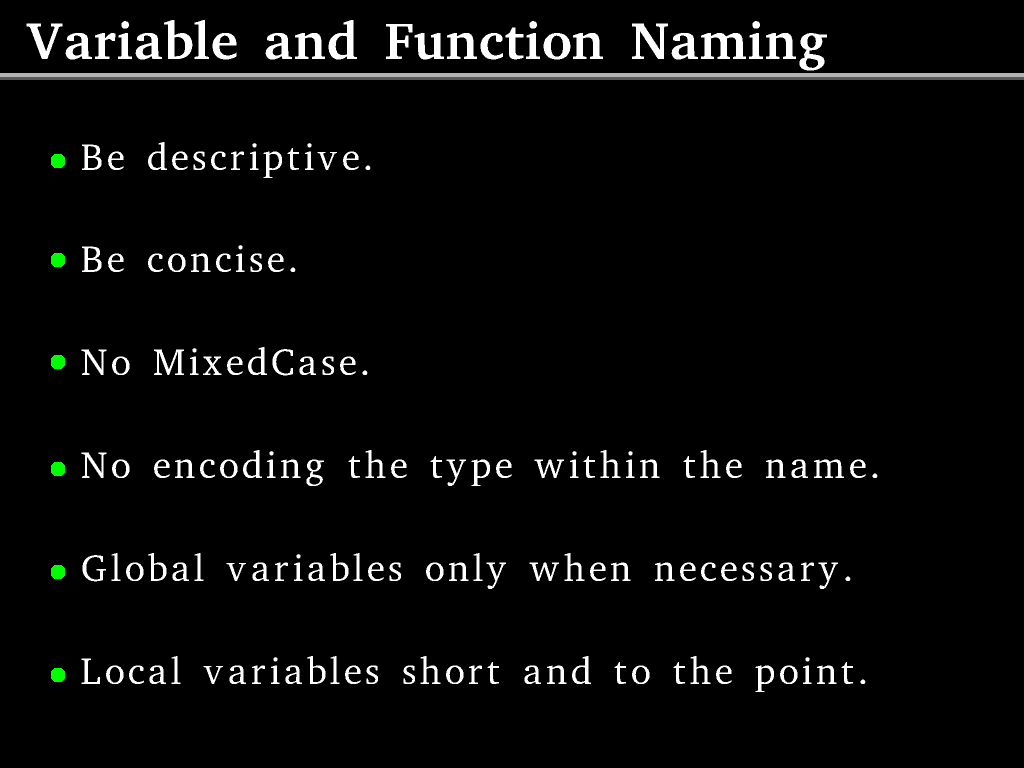 Variable and Function Naming
Be descriptive.
Be concise.
No MixedCase.
No encoding the type within the name.
Global variables only when necessary.
Local variables short and to the point.